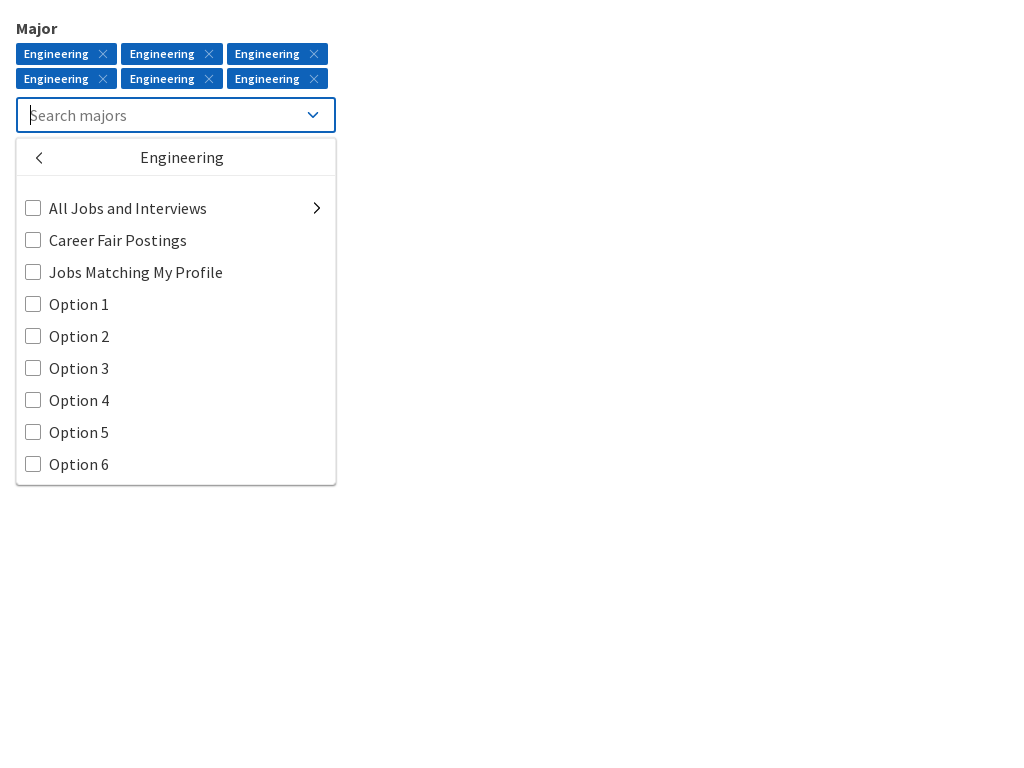 Major
Engineering Engineering Engineering
Engineering Engineering Engineering
Search majors
Engineering
All Jobs and Interviews
Career Fair Postings
Jobs Matching My Profile
Option 1
Option 2
Option 3
Option 4
Option 5
Option 6